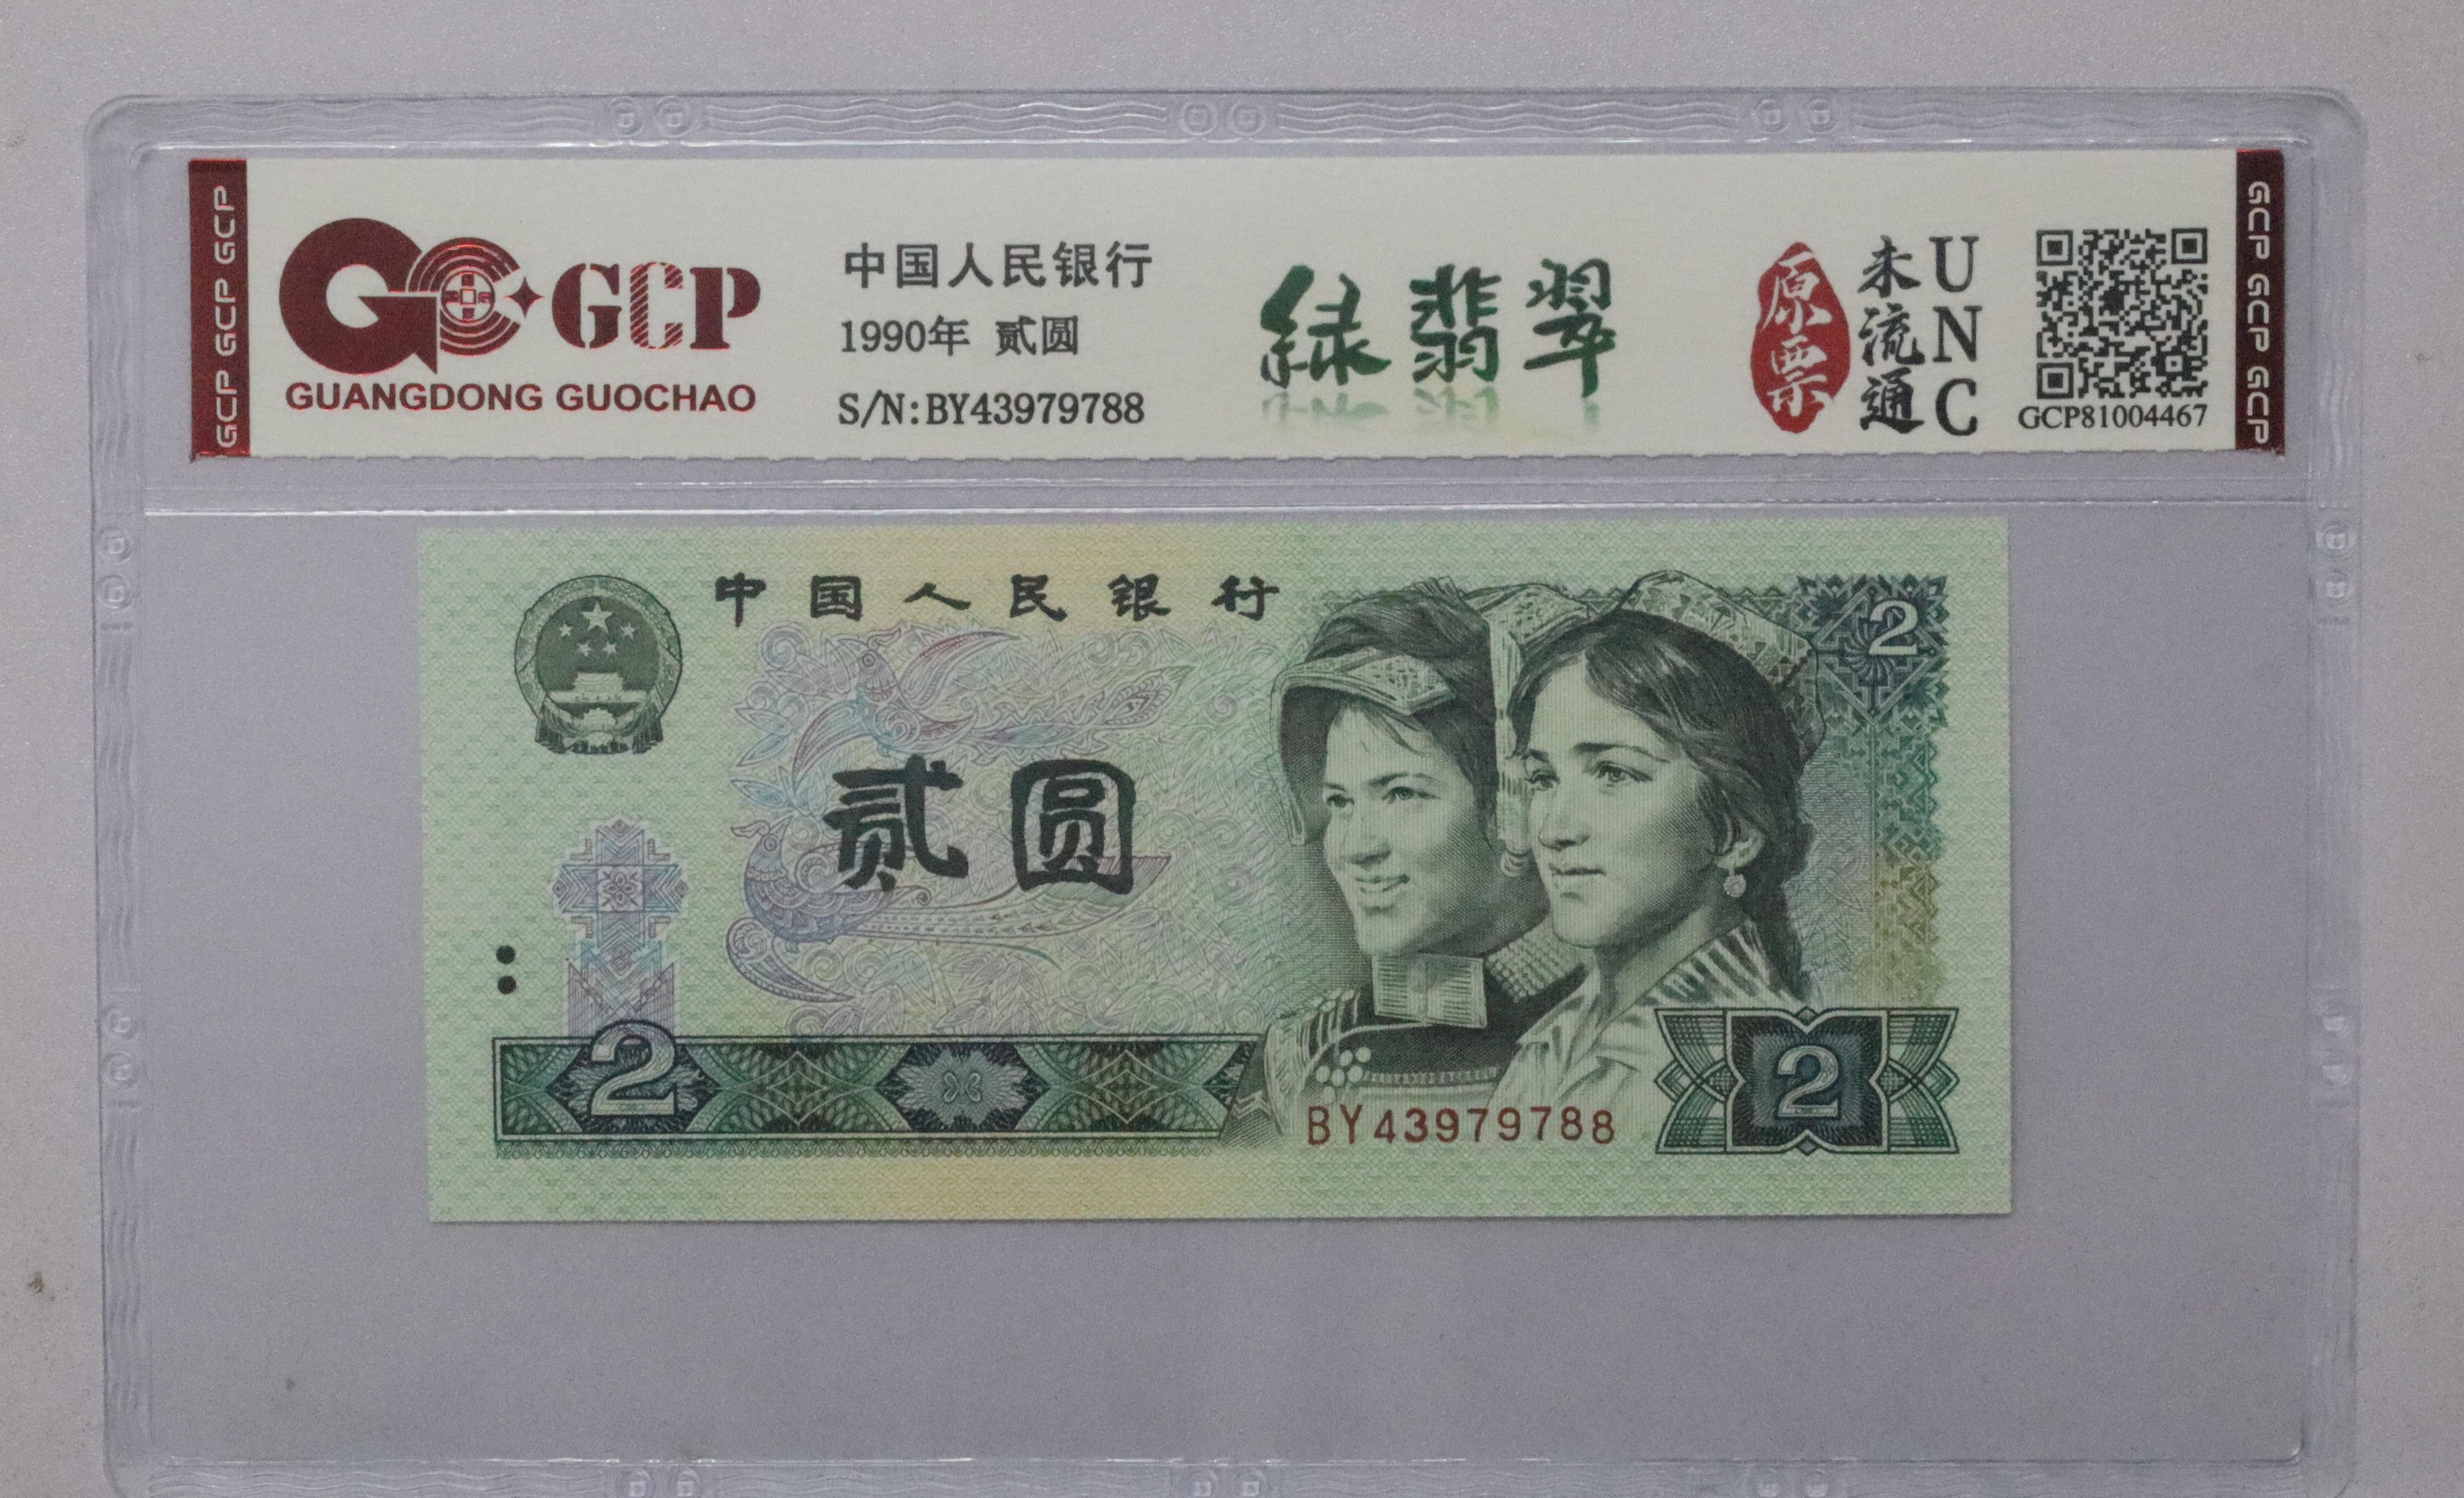 GCP GCP GCP
GCP
GUANGDONG GUOCHAO
中国人民银行
1990年 贰圆
S/N:BY43979788
绿翡翠
原票
未流通
UNC
GCP81004467
GCP GCP GCP
中国人民银行
2
贰圆
2
BY43979788
2